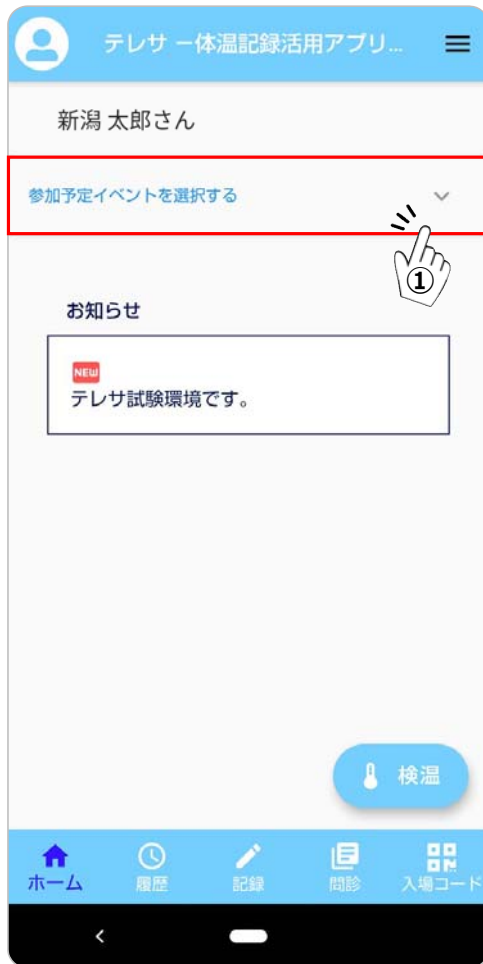 テレサ ー体温記録活用アプリ...
新潟 太郎さん
参加予定イベントを選択する
①
お知らせ
NEW
テレサ試験環境です。
検温
ホーム 履歴 記録 問診 入場コード